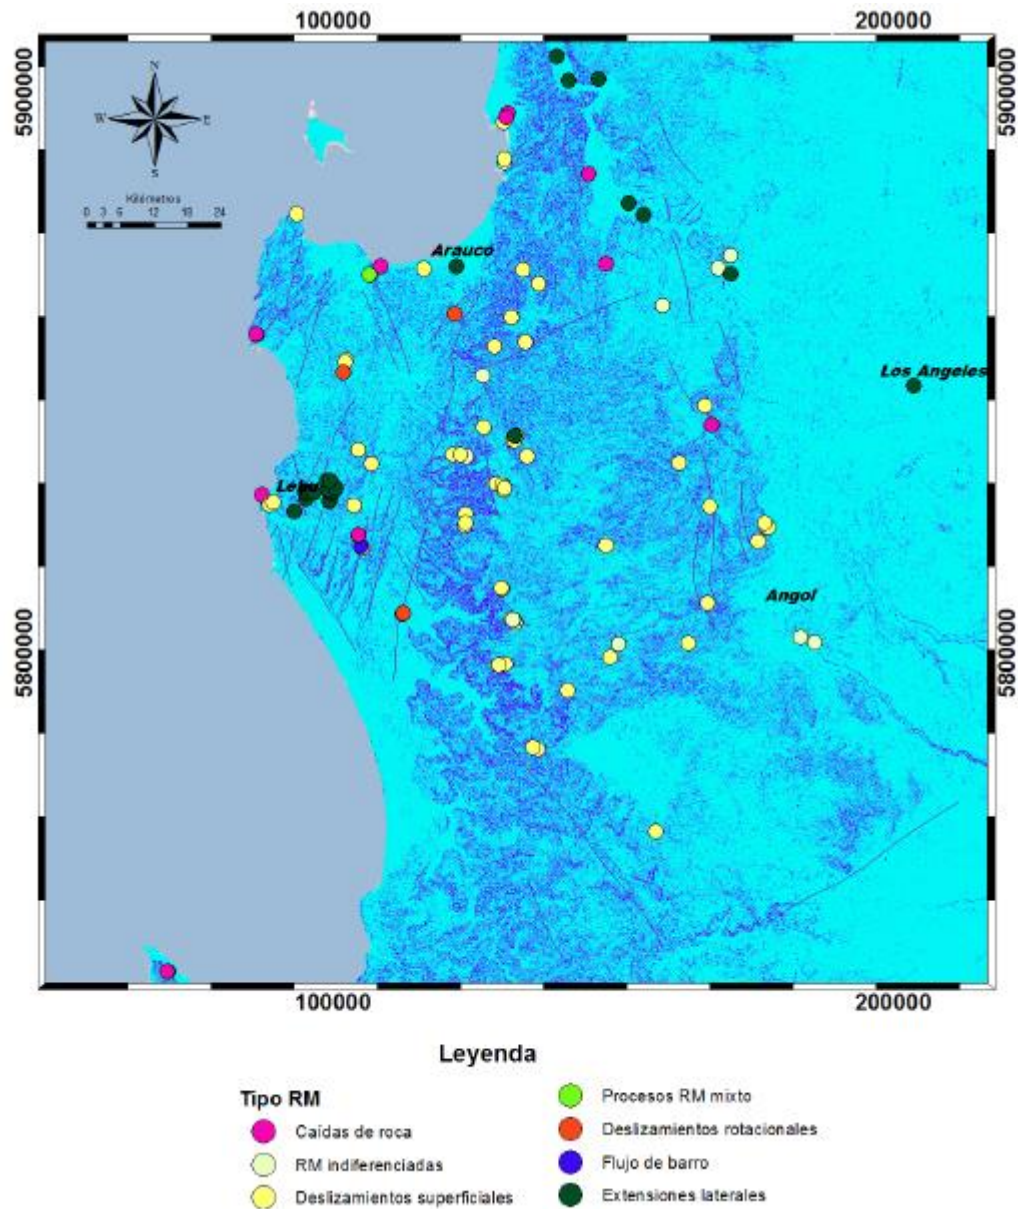 100000 200000
5900000 5900000
N
W E
S
Kilómetros
0 3 6 12 18 24
Arauco
Los Angeles
Lebu
Angol
5800000 5800000
100000 200000
Leyenda
Tipo RM
Caídas de roca
RM indiferenciadas
Deslizamientos superficiales
Procesos RM mixto
Deslizamientos rotacionales
Flujo de barro
Extensiones laterales